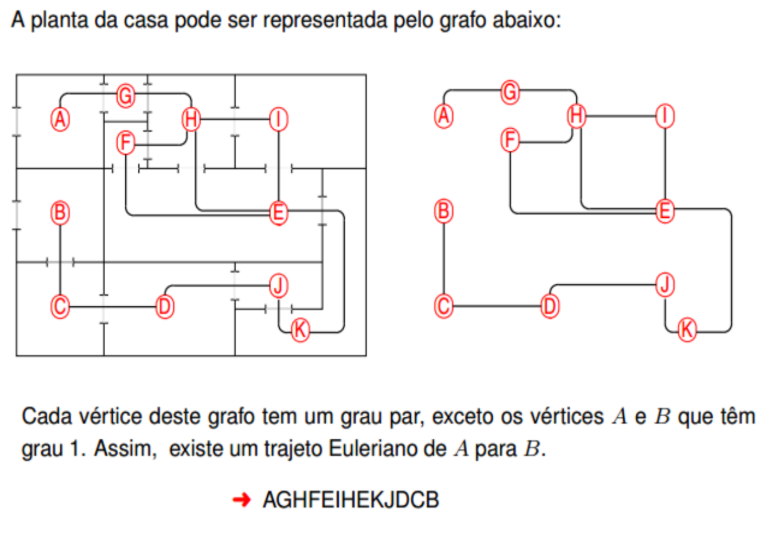 A planta da casa pode ser representada pelo grafo abaixo:
G
A
H
I
F
B
E
J
C
D
K
G
A
H
I
F
B
E
J
C
D
K
Cada vértice deste grafo tem um grau par, exceto os vértices A e B que têm
grau 1. Assim, existe um trajeto Euleriano de A para B.
➜ AGHFEIHEKJDCB